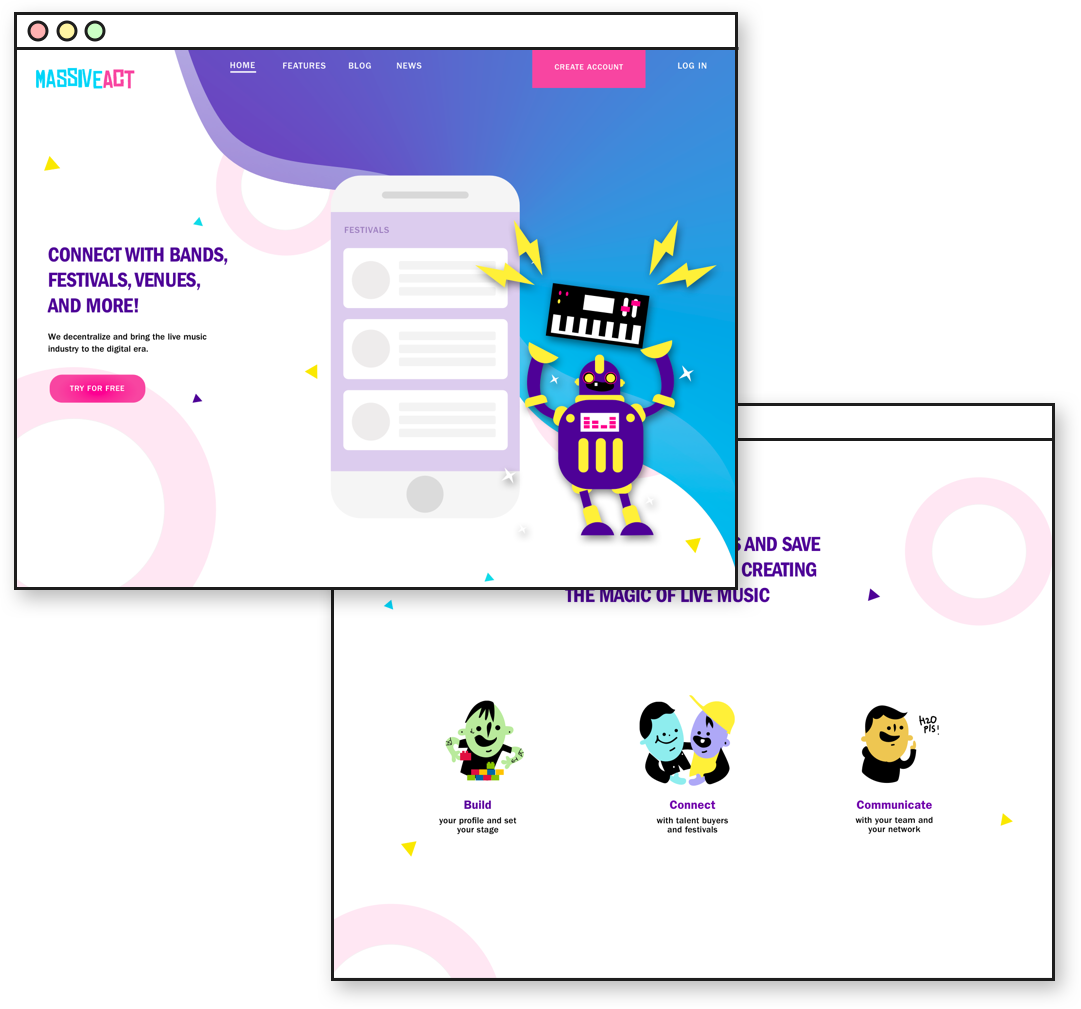 MASSIVEACT
HOME FEATURES BLOG NEWS CREATE ACCOUNT LOG IN
CONNECT WITH BANDS,
FESTIVALS, VENUES,
AND MORE!
We decentralize and bring the live music
industry to the digital era.
TRY FOR FREE
FESTIVALS
AND SAVE
CREATING
THE MAGIC OF LIVE MUSIC
H2O
PlS!
Build
your profile and set
your stage
Connect
with talent buyers
and festivals
Communicate
with your team and
your network